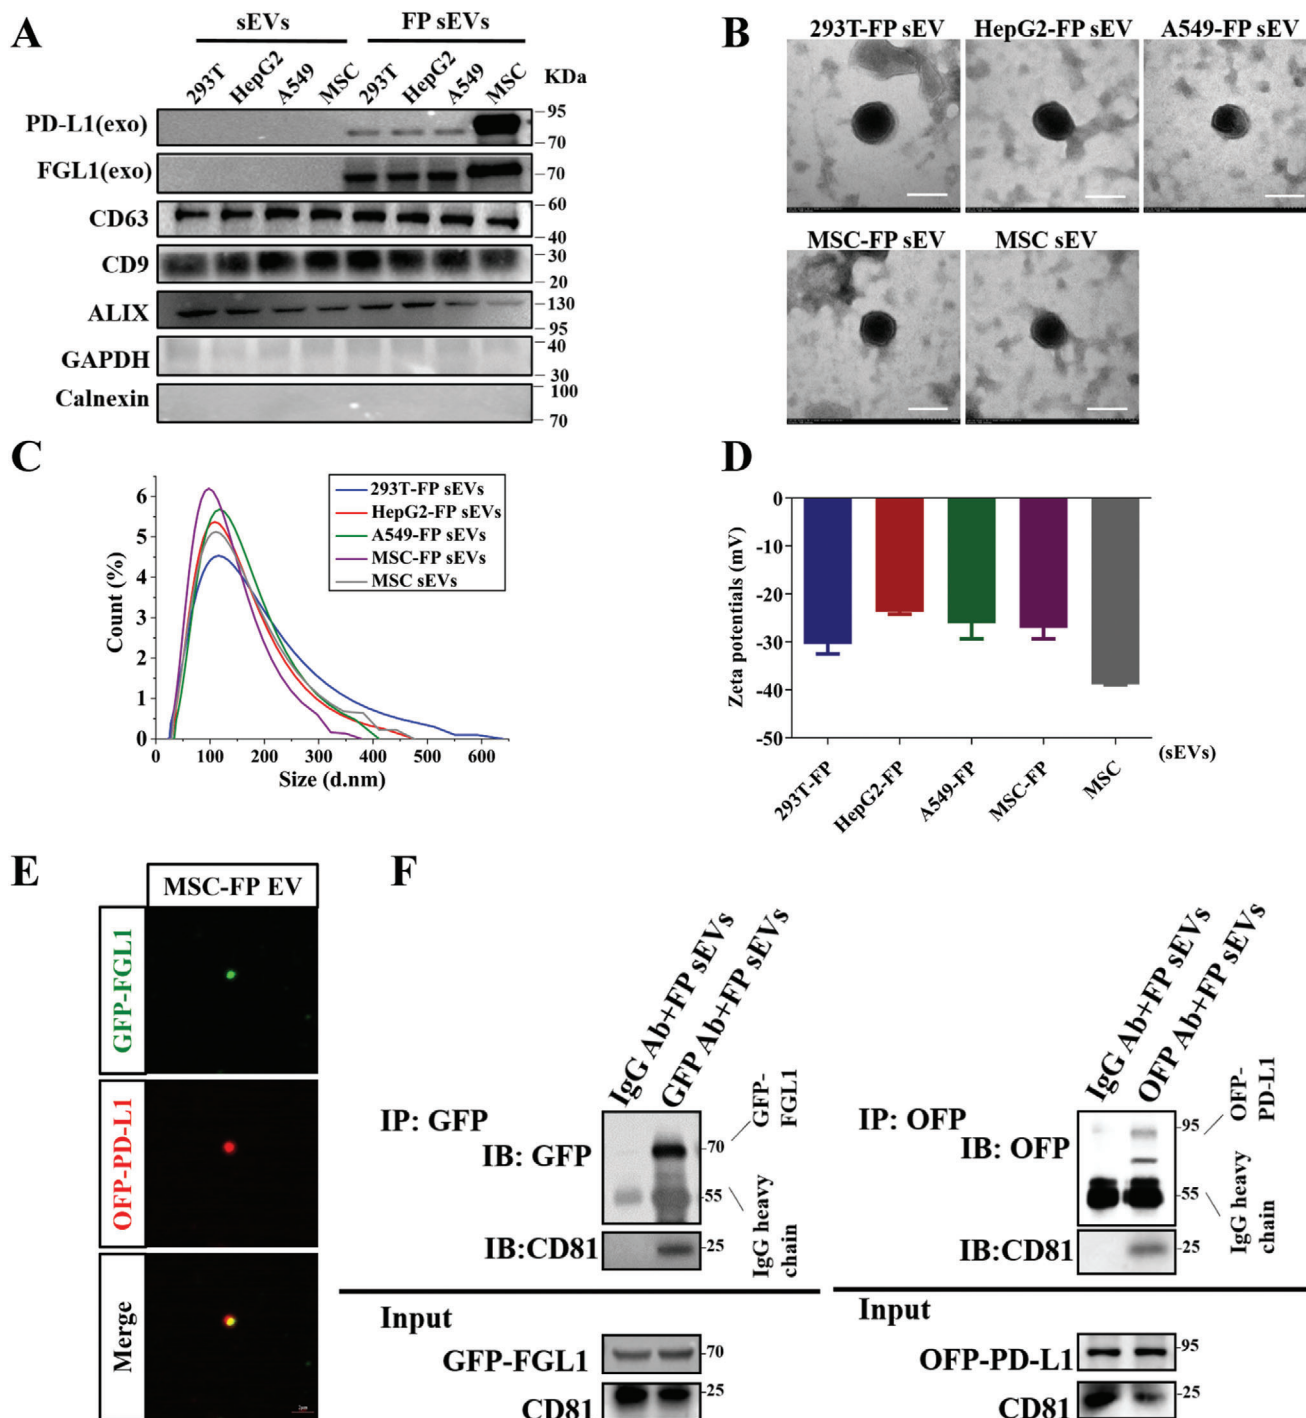 A
sEVs FP sEVs
293T HepG2 A549 MSC 293T HepG2 A549 MSC KDa
PD-L1(exo) 95
70
FGL1(exo) 70
CD63 60
40
CD9 30
20
ALIX 130
95
GAPDH 40
30
Calnexin 100
70
B
293T-FP sEV HepG2-FP sEV A549-FP sEV
MSC-FP sEV MSC sEV
C
Count (%)
6
5
4
3
2
1
0
0 100 200 300 400 500 600
Size (d.nm)
293T-FP sEVs
HepG2-FP sEVs
A549-FP sEVs
MSC-FP sEVs
MSC sEVs
D
Zeta potentials (mV)
0
-10
-20
-30
-40
-50
293T-FP HepG2-FP A549-FP MSC-FP MSC
(sEVs)
E
MSC-FP EV
GFP-FGL1
OFP-PD-L1
Merge
2μm
F
IgG Ab+FP sEVs
GFP Ab+FP sEVs
IP: GFP
IB: GFP
-70
-55
GFP-
FGL1
IgG heavy
chain
IB:CD81 -25
Input
GFP-FGL1 -70
CD81 -25
IgG Ab+FP sEVs
OFP Ab+FP sEVs
IP: OFP
IB: OFP
-95
-55
OFP-
PD-L1
IgG heavy
chain
IB:CD81 -25
Input
OFP-PD-L1 -95
CD81 -25